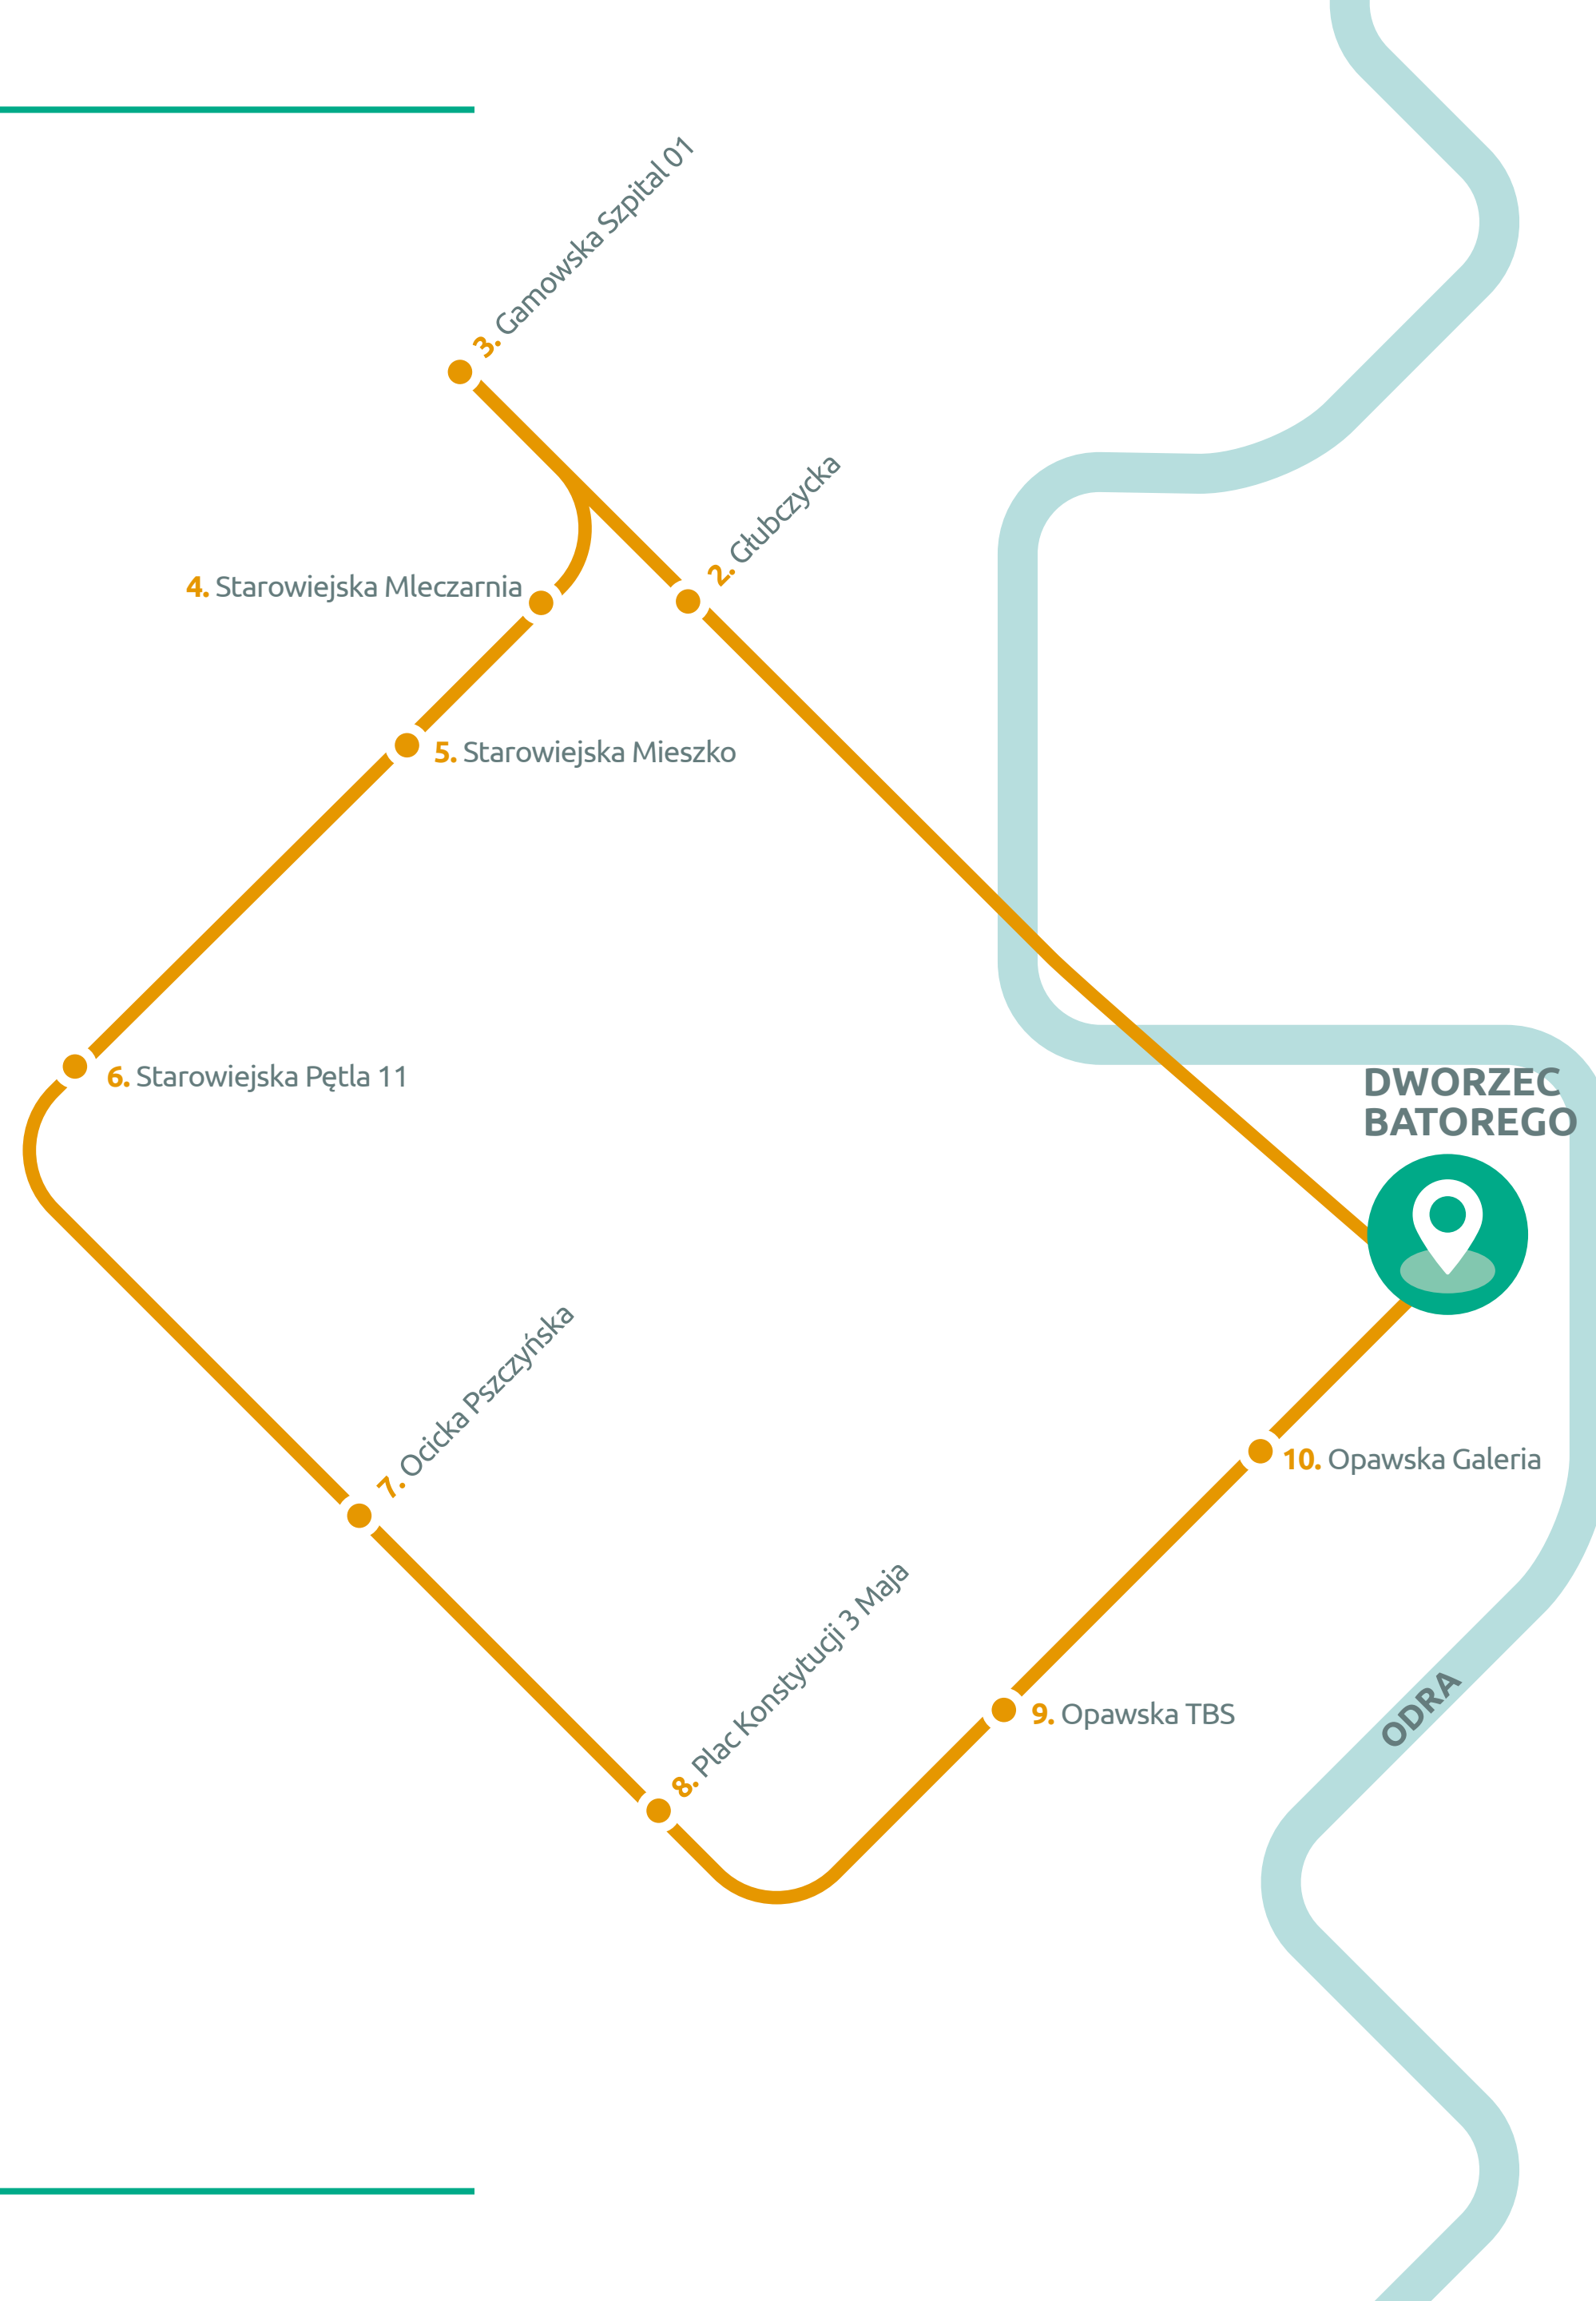 3. Gamowska Szpital 01
2. Głubczycka
4. Starowiejska Mleczarnia
5. Starowiejska Mieszko
6. Starowiejska Pętla 11
DWORZEC
BATOREGO
7. Ocicka Pszczyńska
10. Opawska Galeria
8. Plac Konstytucji 3 Maja
9. Opawska TBS
ODRA